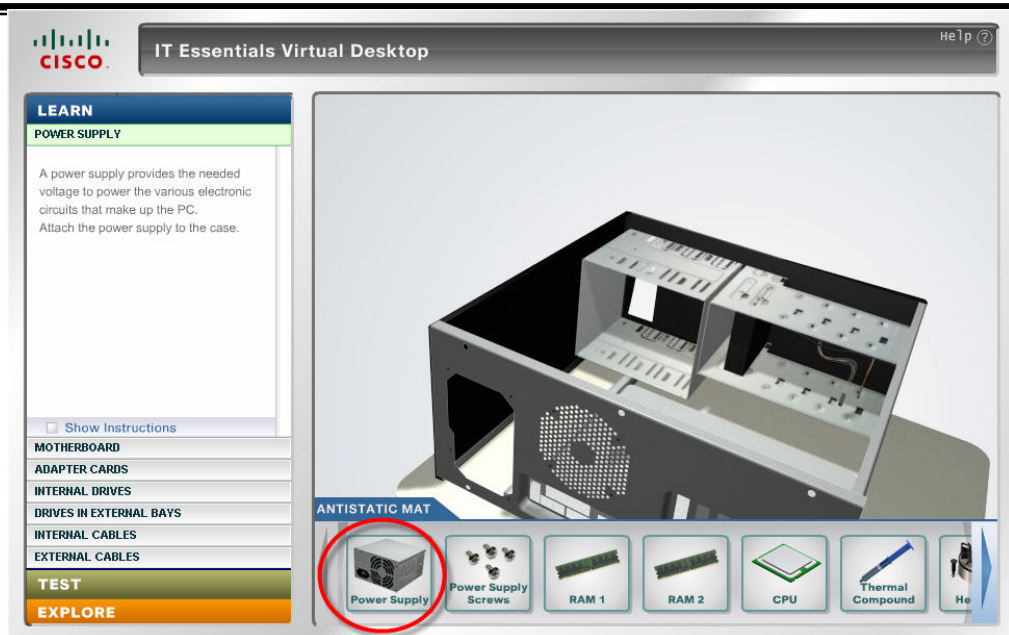 CISCO
IT Essentials Virtual Desktop
Help ?
LEARN
POWER SUPPLY
A power supply provides the needed
voltage to power the various electronic
circuits that make up the PC.
Attach the power supply to the case.
Show Instructions
MOTHERBOARD
ADAPTER CARDS
INTERNAL DRIVES
DRIVES IN EXTERNAL BAYS
INTERNAL CABLES
EXTERNAL CABLES
TEST
EXPLORE
ANTISTATIC MAT
Power Supply
Power Supply
Screws
RAM 1
RAM 2
CPU
Thermal
Compound
He